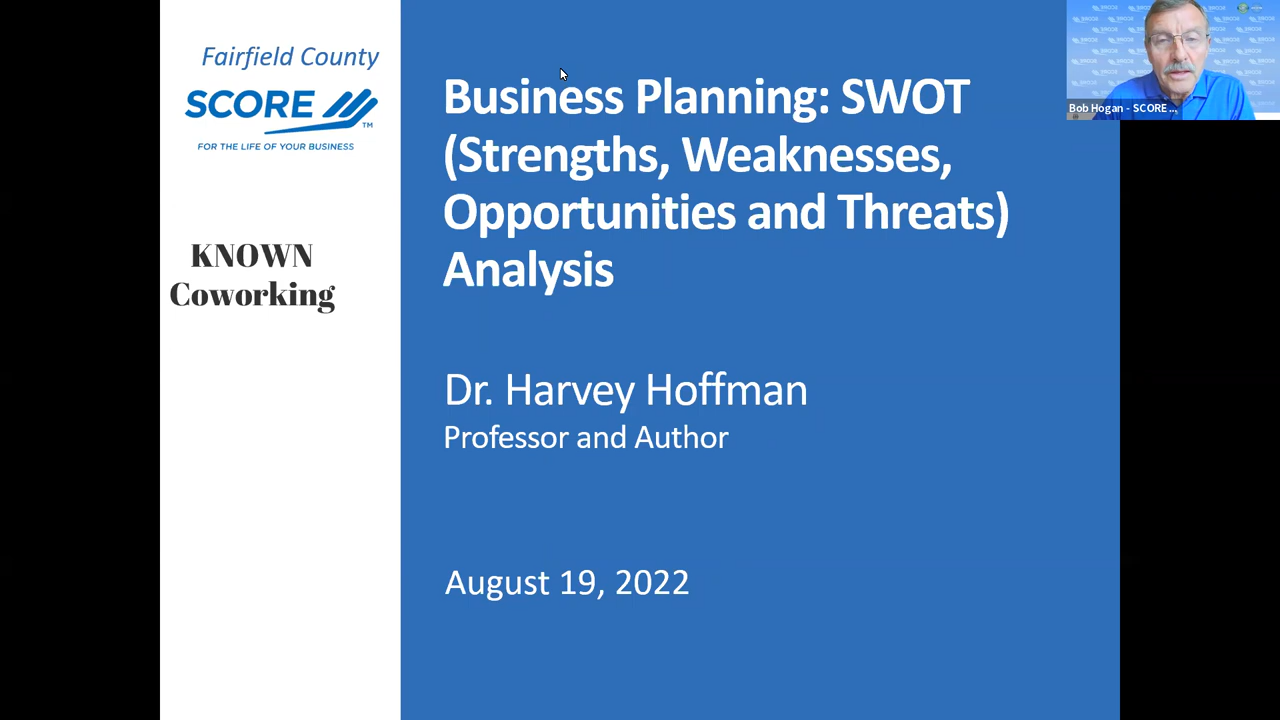 Fairfield County
SCORE
TM
FOR THE LIFE OF YOUR BUSINESS
KNOWN
Coworking
Business Planning: SWOT
(Strengths, Weaknesses,
Opportunities and Threats)
Analysis
Dr. Harvey Hoffman
Professor and Author
August 19, 2022
Bob Hogan - SCORE ...